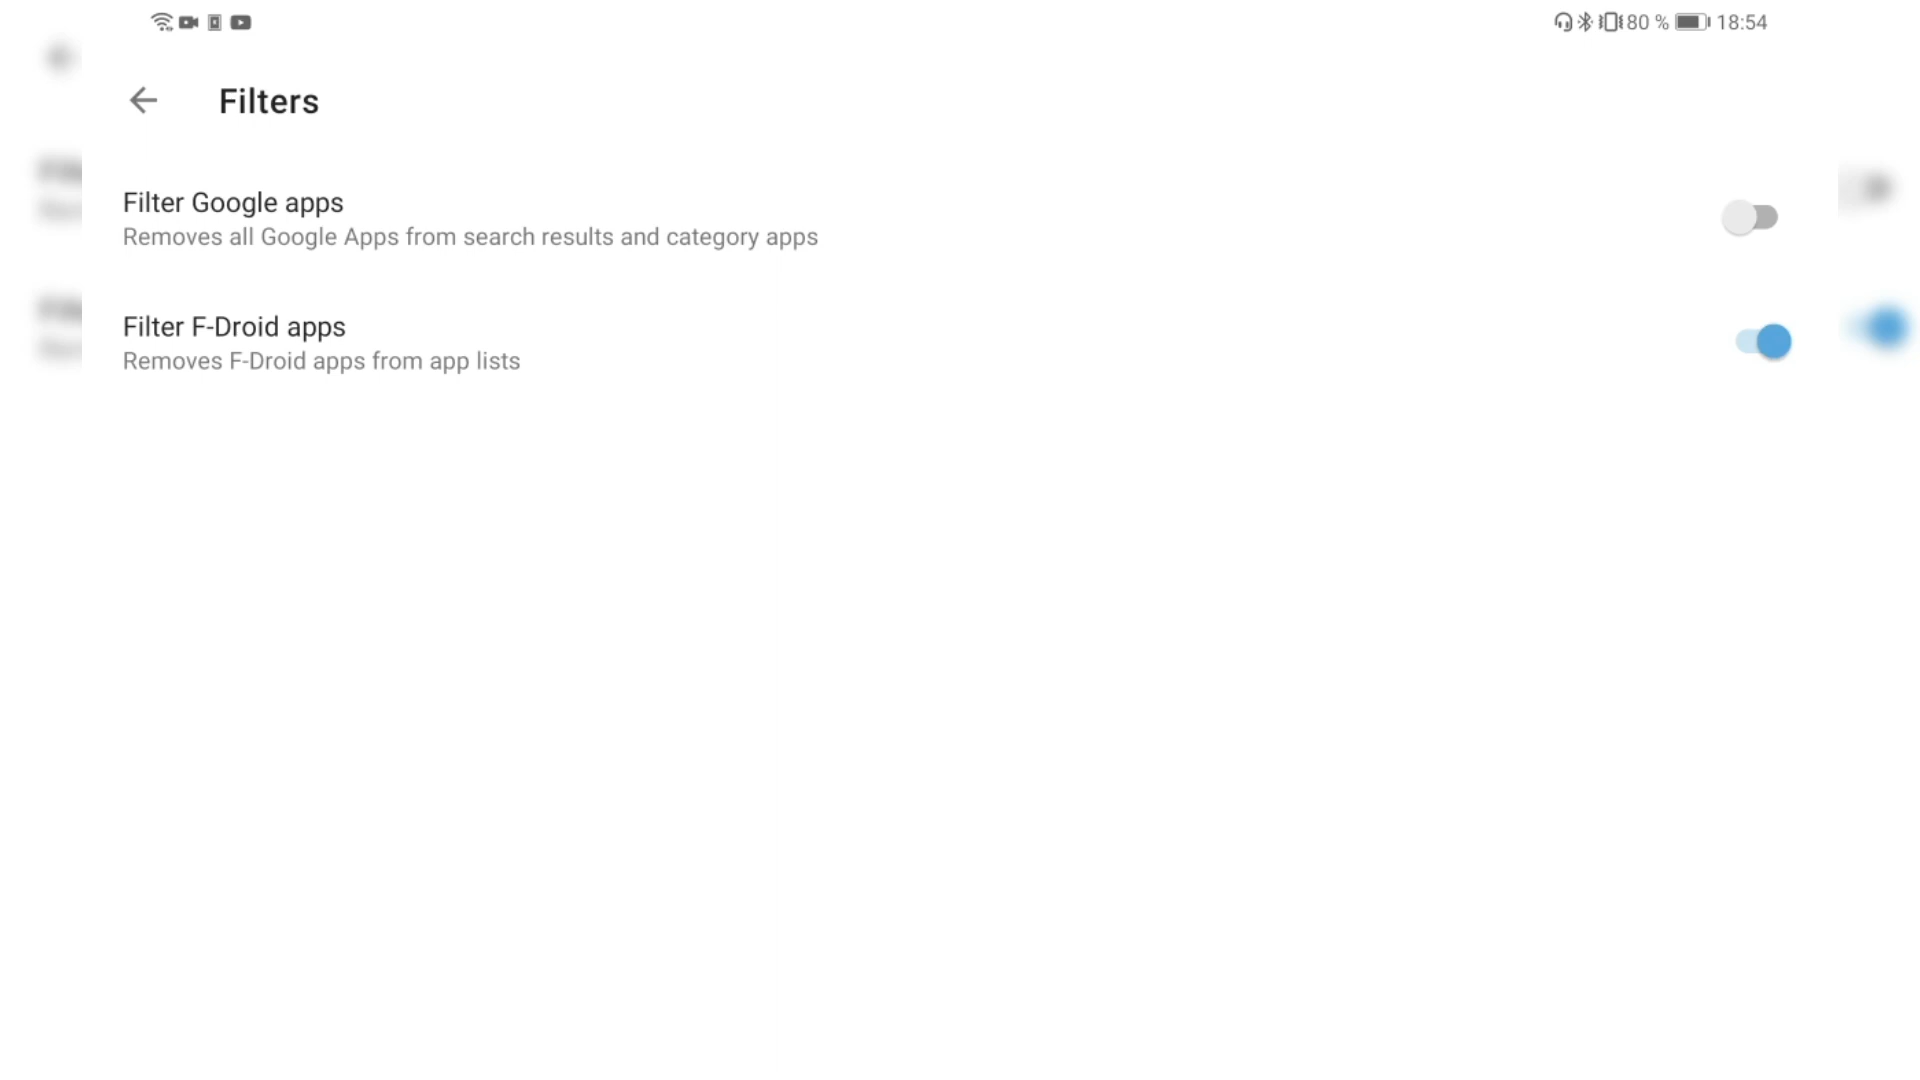 80 % 18:54
Filters
Filter Google apps
Removes all Google Apps from search results and category apps
Filter F-Droid apps
Removes F-Droid apps from app lists